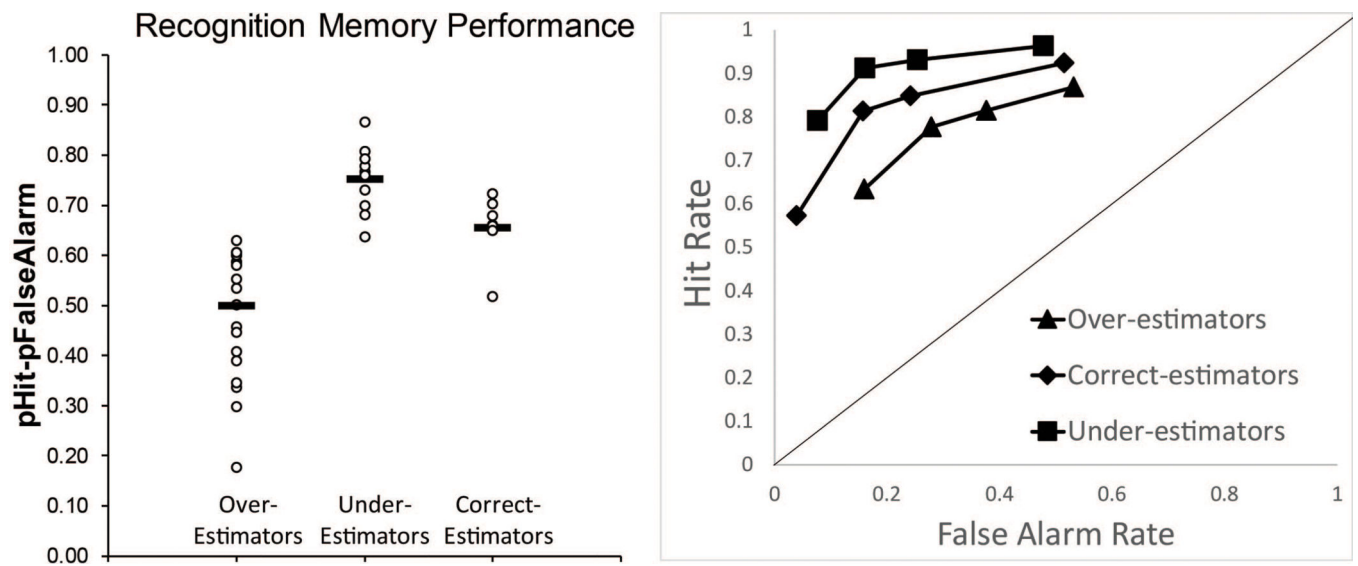 Recognition Memory Performance
pHit-pFalseAlarm
1.00
0.90
0.80
0.70
0.60
0.50
0.40
0.30
0.20
0.10
0.00
Over-
Estimators
Under-
Estimators
Correct-
Estimators
Hit Rate
1
0.9
0.8
0.7
0.6
0.5
0.4
0.3
0.2
0.1
0
Over-estimators
Correct-estimators
Under-estimators
0 0.2 0.4 0.6 0.8 1
False Alarm Rate